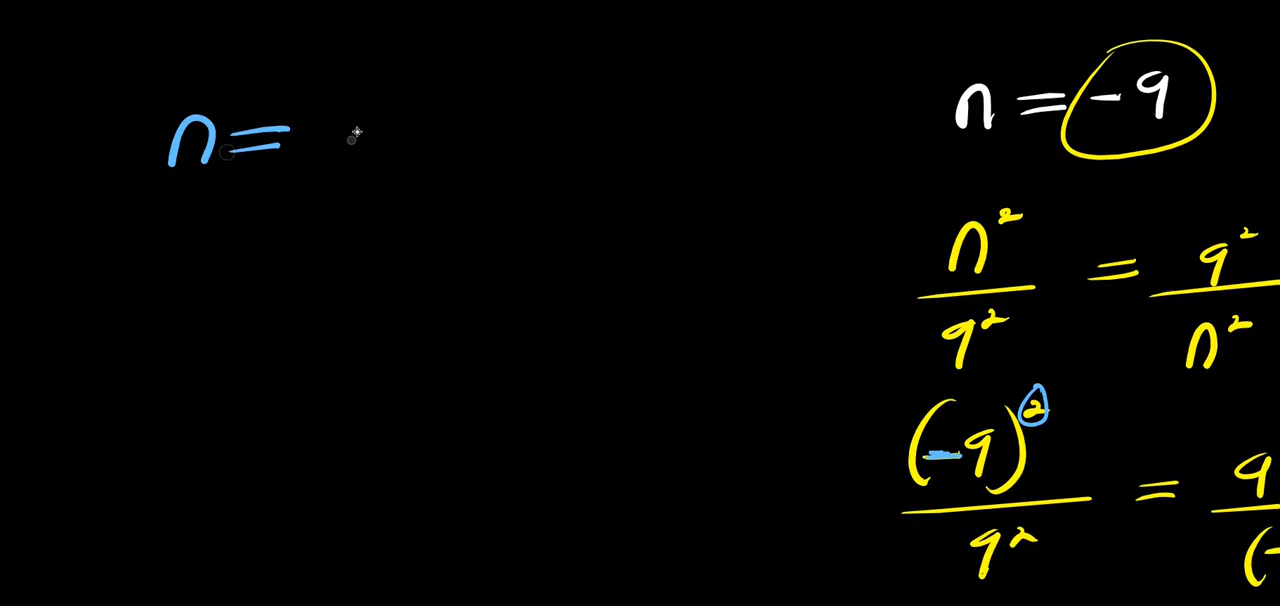 n =
n = -9
n² / 9² = 9² / n²
(-9)² / 9² = 9 / (-